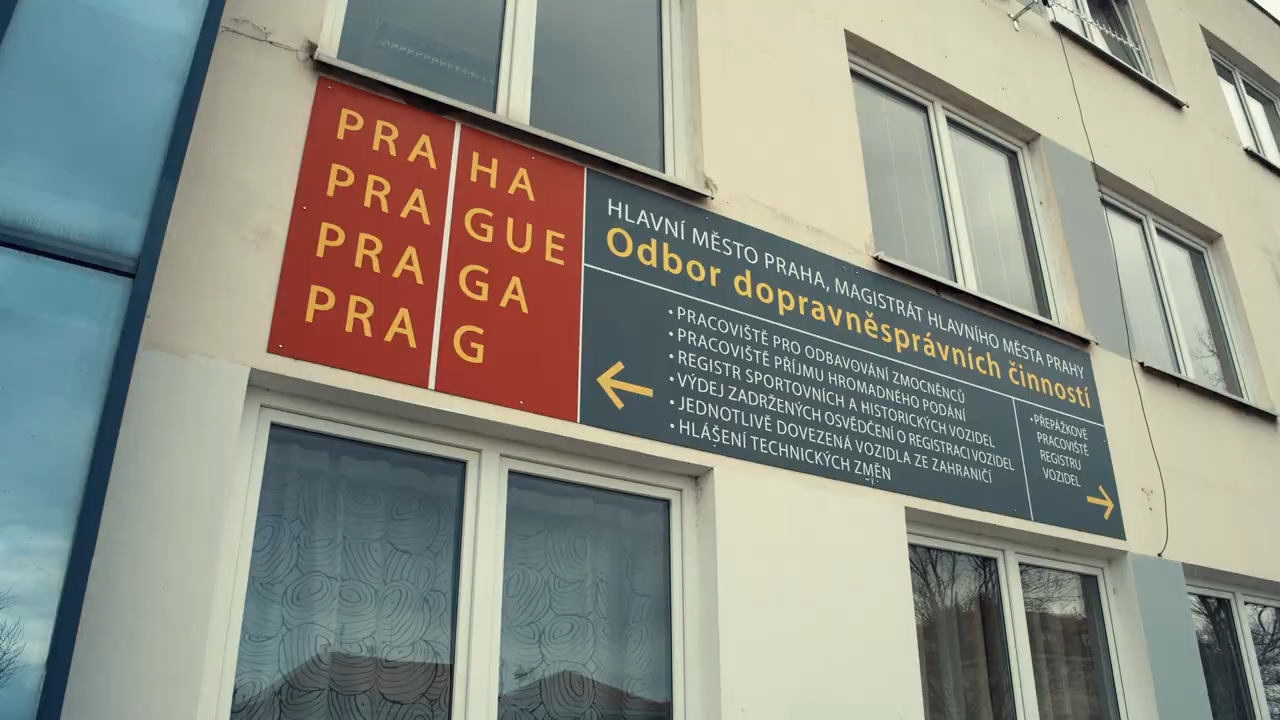 PRAHA
PRAGUE
PRAGA
PRAG
HLAVNÍ MĚSTO PRAHA, MAGISTRÁT HLAVNÍHO MĚSTA PRAHY
Odbor dopravněsprávních činností
• PRACOVIŠTĚ PRO ODBAVOVÁNÍ ZMOCNĚNCŮ
• PRACOVIŠTĚ PŘÍJMU HROMADNÉHO PODÁNÍ
• REGISTR SPORTOVNÍCH A HISTORICKÝCH VOZIDEL
• VÝDEJ ZADRŽENÝCH OSVĚDČENÍ O REGISTRACI VOZIDEL
• JEDNOTLIVĚ DOVEZENÁ VOZIDLA ZE ZAHRANIČÍ
• HLÁŠENÍ TECHNICKÝCH ZMĚN
• PŘEPÁŽKOVÉ
PRACOVIŠTĚ
REGISTRU
VOZIDEL